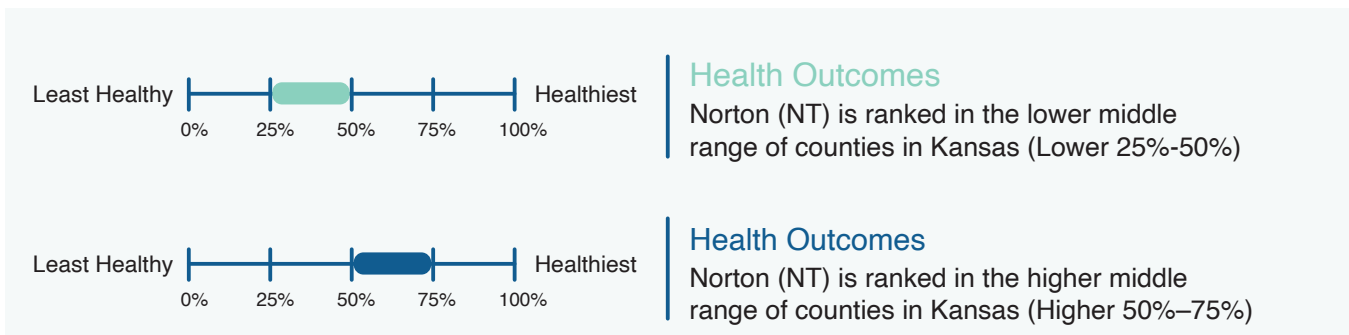 Least Healthy
Healthiest
0% 25% 50% 75% 100%
Health Outcomes
Norton (NT) is ranked in the lower middle
range of counties in Kansas (Lower 25%-50%)
Least Healthy
Healthiest
0% 25% 50% 75% 100%
Health Outcomes
Norton (NT) is ranked in the higher middle
range of counties in Kansas (Higher 50%–75%)